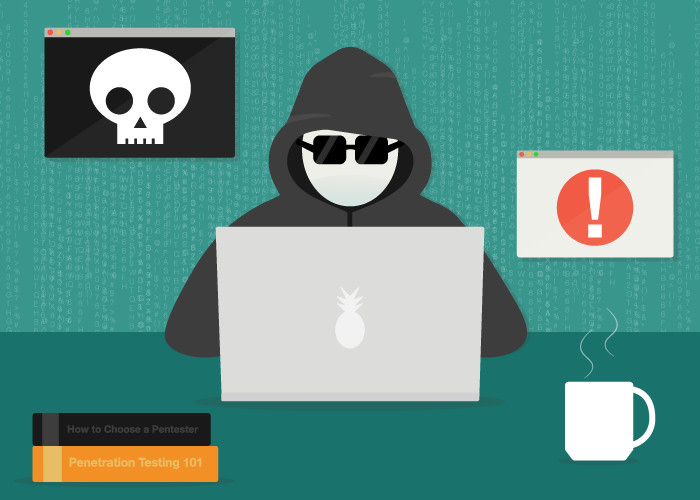 !
How to Choose a Pentester
Penetration Testing 101